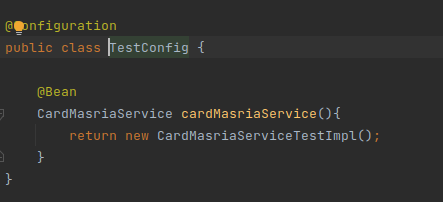 @Configuration
public class TestConfig {
@Bean
CardMasriaService cardMasriaService(){
return new CardMasriaServiceTestImpl();
}
}